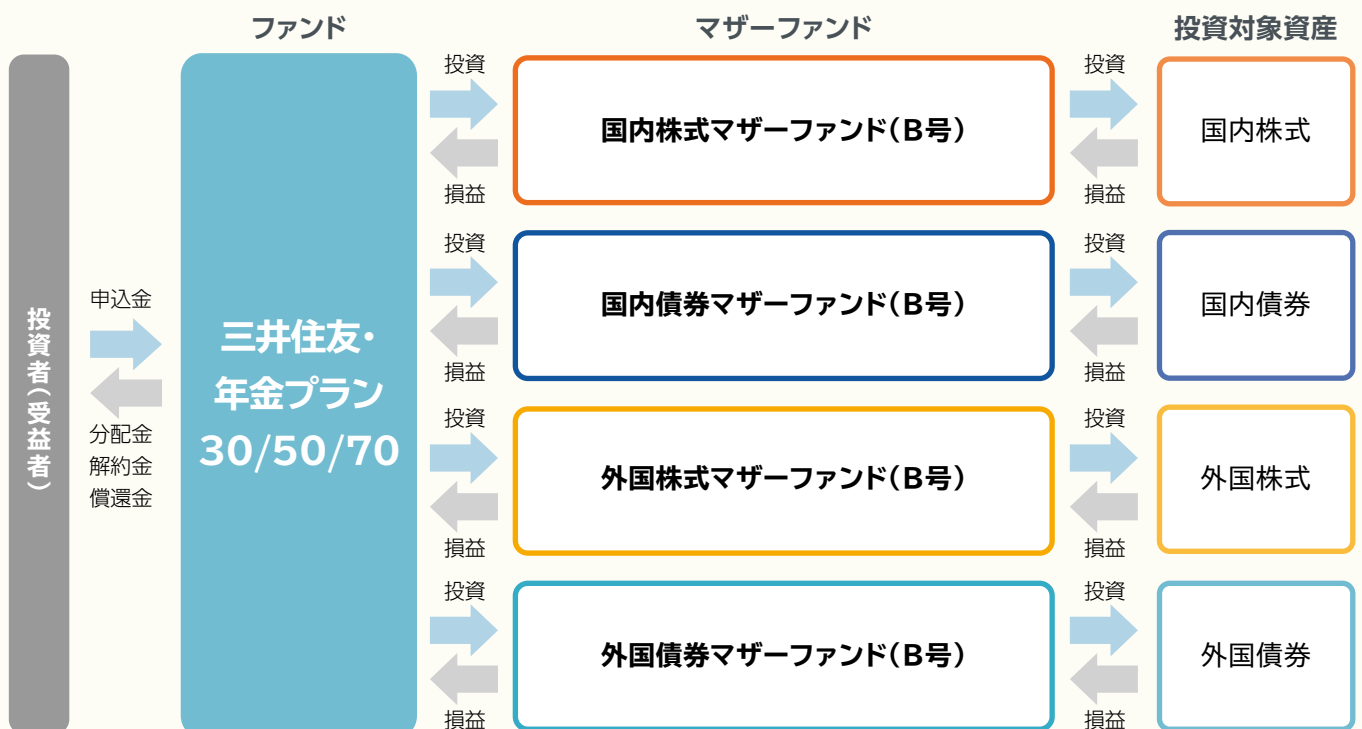 ファンド
マザーファンド
投資対象資産
投資者(受益者)
申込金
分配金
解約金
償還金
三井住友・
年金プラン
30/50/70
投資
損益
国内株式マザーファンド(B号)
投資
損益
国内株式
投資
損益
国内債券マザーファンド(B号)
投資
損益
国内債券
投資
損益
外国株式マザーファンド(B号)
投資
損益
外国株式
投資
損益
外国債券マザーファンド(B号)
投資
損益
外国債券